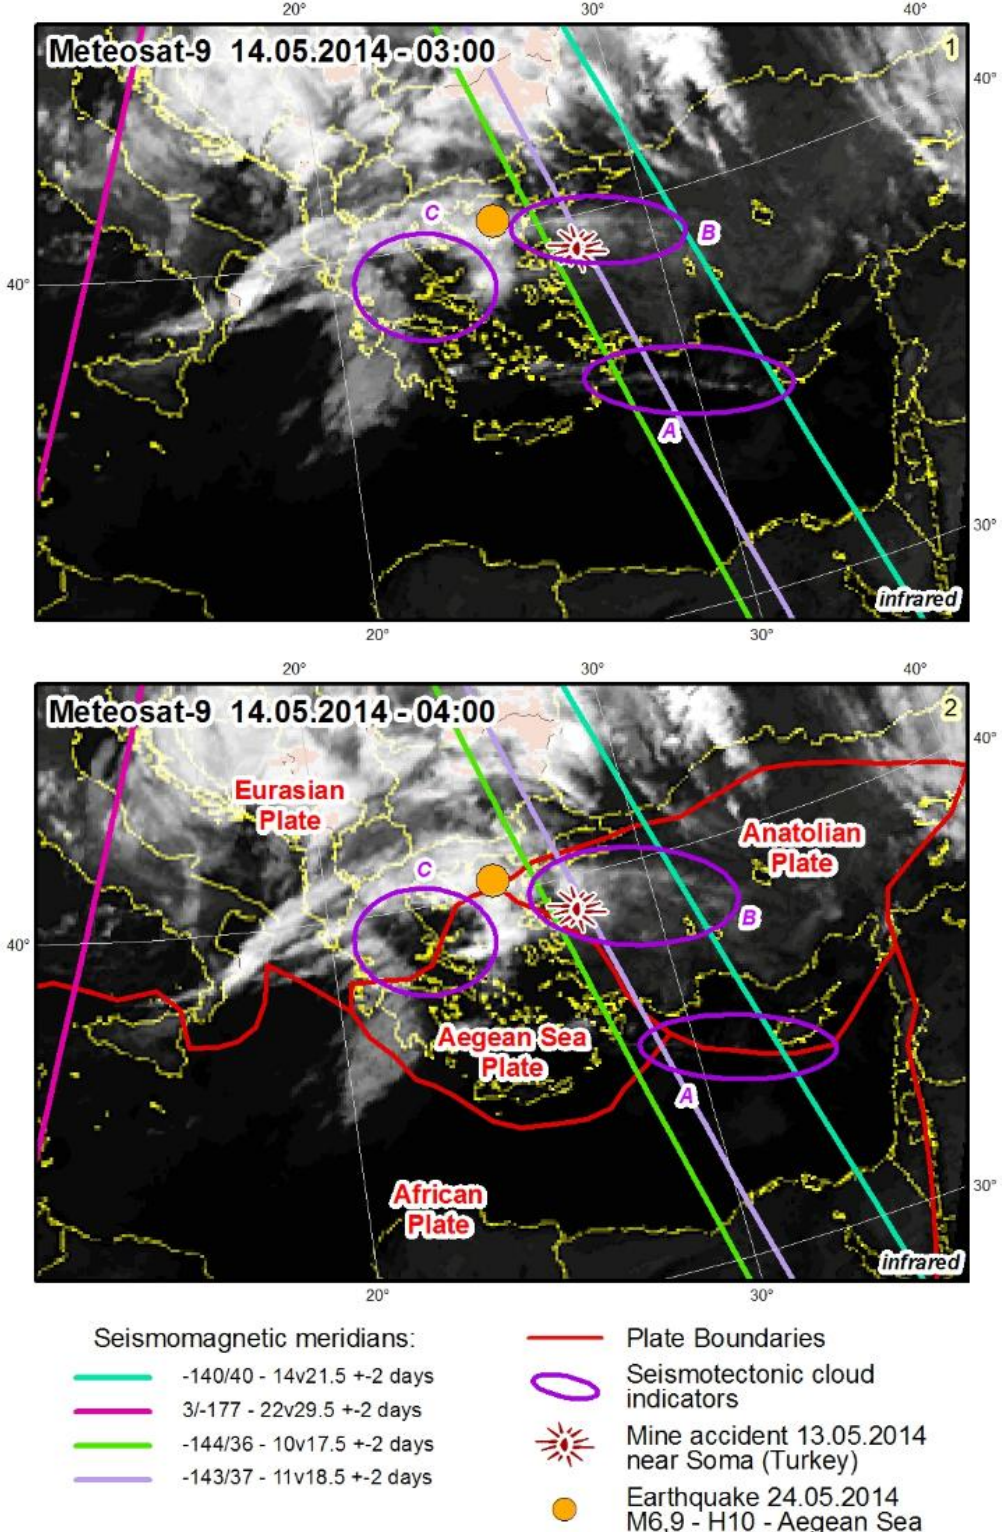 20° 30° 40°
Meteosat-9 14.05.2014 - 03:00 1
40°
C
B
40°
A
30°
infrared
20° 30°
20° 30° 40°
Meteosat-9 14.05.2014 - 04:00 2
40°
Eurasian
Plate
Anatolian
Plate
C
B
40°
Aegean Sea
Plate
A
African
Plate
30°
infrared
20° 30°
Seismomagnetic meridians:
-140/40 - 14v21.5 +-2 days
3/-177 - 22v29.5 +-2 days
-144/36 - 10v17.5 +-2 days
-143/37 - 11v18.5 +-2 days
Plate Boundaries
Seismotectonic cloud
indicators
Mine accident 13.05.2014
near Soma (Turkey)
Earthquake 24.05.2014
M6,9 - H10 - Aegean Sea